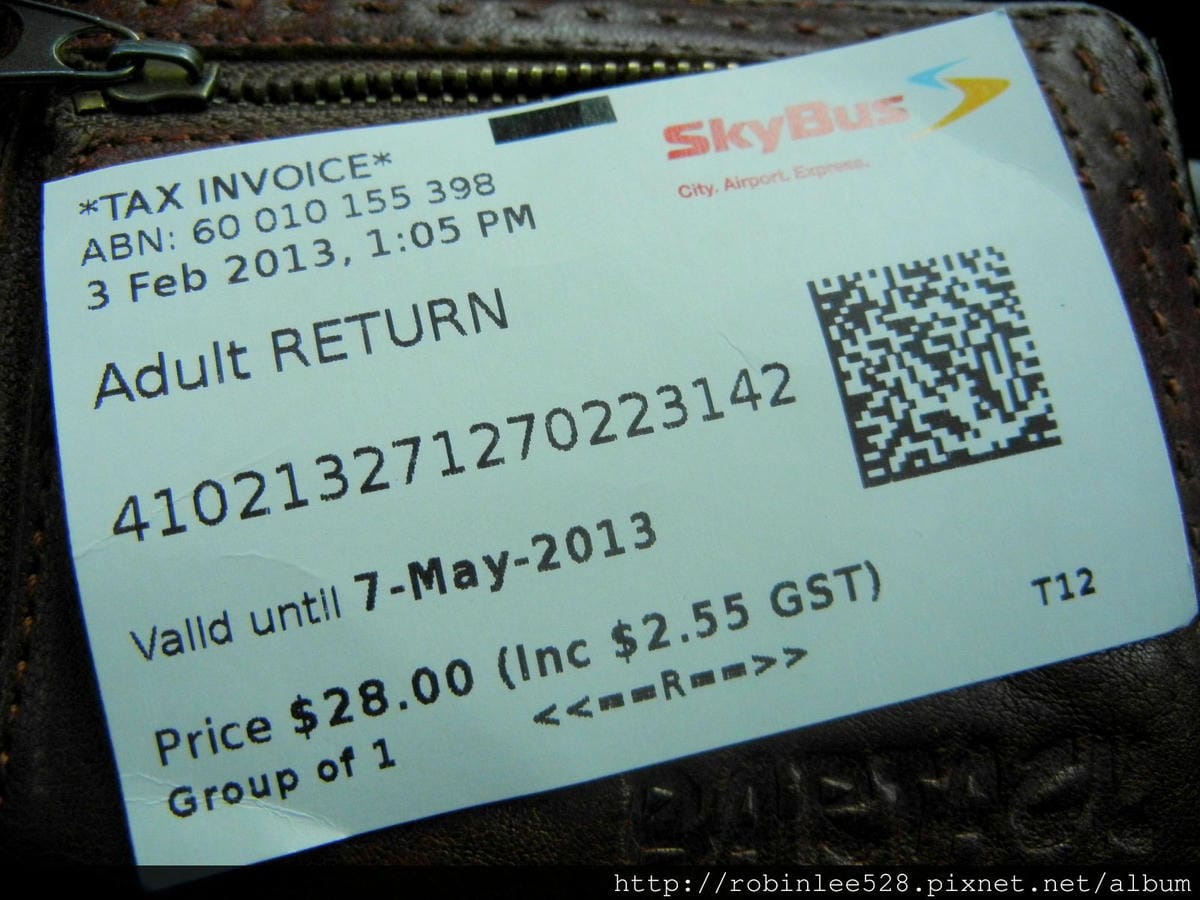 SkyBus
City. Airport. Express.
*TAX INVOICE*
ABN: 60 010 155 398
3 Feb 2013, 1:05 PM
Adult RETURN
410213271270223142
Valid until 7-May-2013
Price $28.00 (Inc $2.55 GST)
T12
<<==R==>>
Group of 1
http://robinlee528.pixnet.net/album